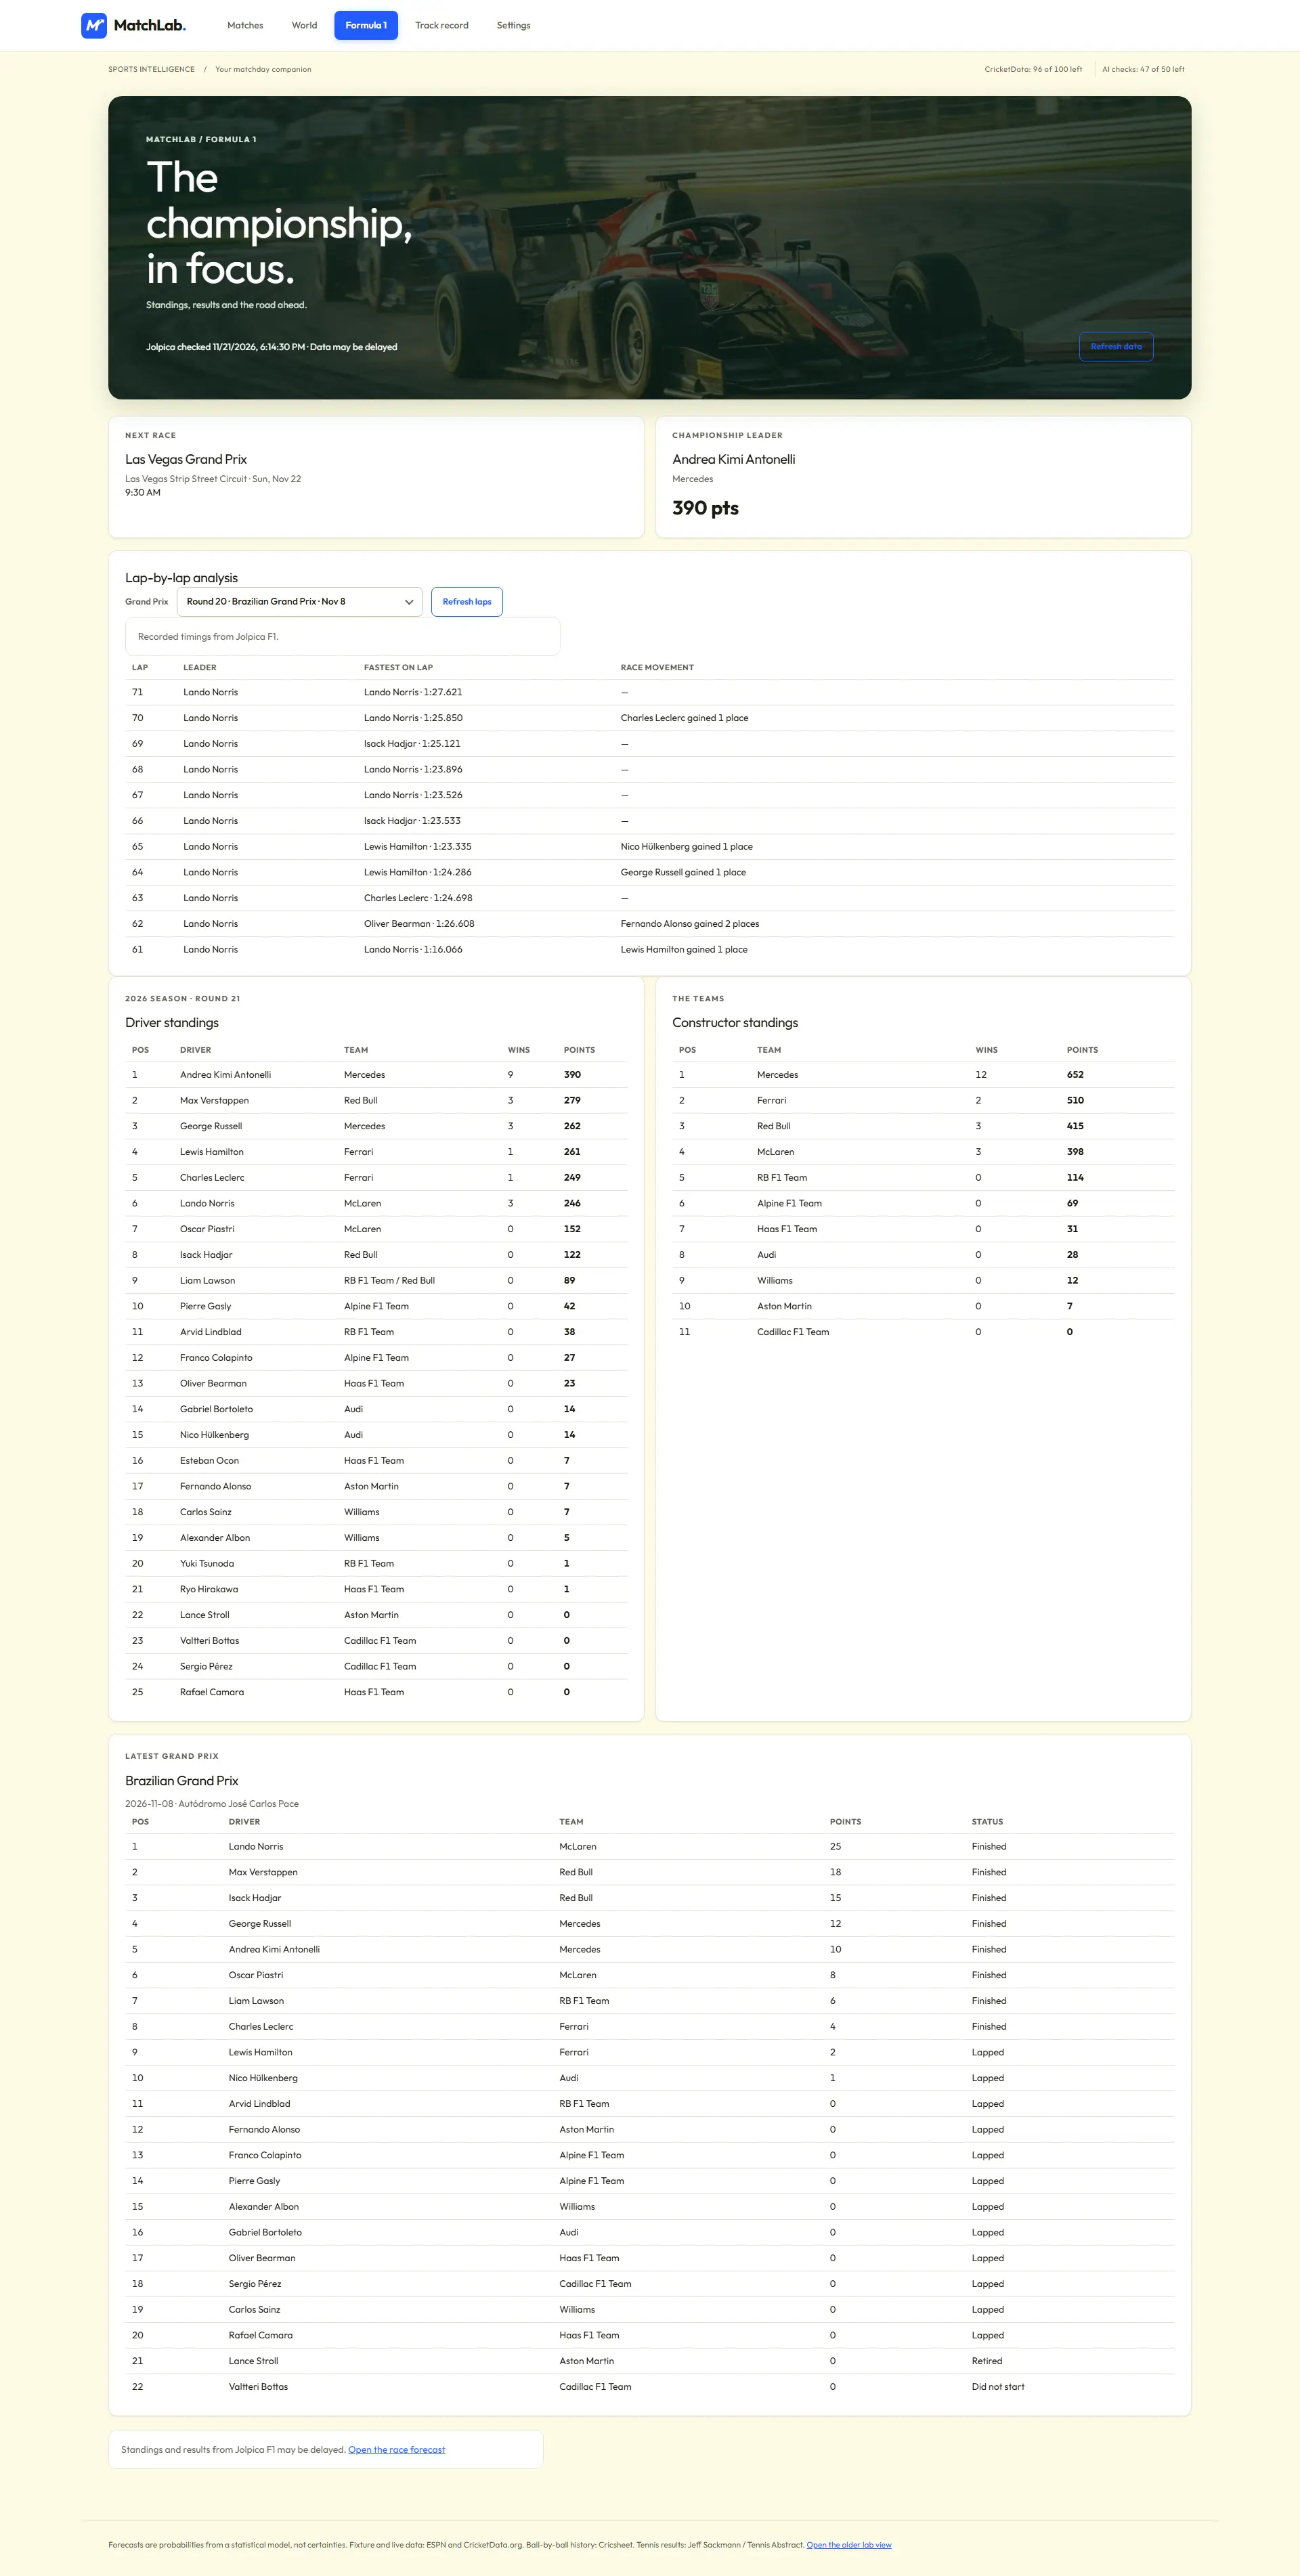 MatchLab.
Matches World Formula 1 Track record Settings
SPORTS INTELLIGENCE / Your matchday companion CricketData: 96 of 100 left AI checks: 47 of 50 left
MATCHLAB / FORMULA 1
The
championship,
in focus.
Standings, results and the road ahead.
Jolpica checked 11/21/2026, 6:14:30 PM · Data may be delayed
Refresh data
NEXT RACE
Las Vegas Grand Prix
Las Vegas Strip Street Circuit · Sun, Nov 22
9:30 AM
CHAMPIONSHIP LEADER
Andrea Kimi Antonelli
Mercedes
390 pts
Lap-by-lap analysis
Grand Prix Round 20 · Brazilian Grand Prix · Nov 8 Refresh laps
Recorded timings from Jolpica F1.
LAP LEADER FASTEST ON LAP RACE MOVEMENT
71 Lando Norris Lando Norris · 1:27.621 —
70 Lando Norris Lando Norris · 1:25.850 Charles Leclerc gained 1 place
69 Lando Norris Isack Hadjar · 1:25.121 —
68 Lando Norris Lando Norris · 1:23.896 —
67 Lando Norris Lando Norris · 1:23.526 —
66 Lando Norris Isack Hadjar · 1:23.533 —
65 Lando Norris Lewis Hamilton · 1:23.335 Nico Hülkenberg gained 1 place
64 Lando Norris Lewis Hamilton · 1:24.286 George Russell gained 1 place
63 Lando Norris Charles Leclerc · 1:24.698 —
62 Lando Norris Oliver Bearman · 1:26.608 Fernando Alonso gained 2 places
61 Lando Norris Lando Norris · 1:16.066 Lewis Hamilton gained 1 place
2026 SEASON · ROUND 21
Driver standings
POS DRIVER TEAM WINS POINTS
1 Andrea Kimi Antonelli Mercedes 9 390
2 Max Verstappen Red Bull 3 279
3 George Russell Mercedes 3 262
4 Lewis Hamilton Ferrari 1 261
5 Charles Leclerc Ferrari 1 249
6 Lando Norris McLaren 3 246
7 Oscar Piastri McLaren 0 152
8 Isack Hadjar Red Bull 0 122
9 Liam Lawson RB F1 Team / Red Bull 0 89
10 Pierre Gasly Alpine F1 Team 0 42
11 Arvid Lindblad RB F1 Team 0 38
12 Franco Colapinto Alpine F1 Team 0 27
13 Oliver Bearman Haas F1 Team 0 23
14 Gabriel Bortoleto Audi 0 14
15 Nico Hülkenberg Audi 0 14
16 Esteban Ocon Haas F1 Team 0 7
17 Fernando Alonso Aston Martin 0 7
18 Carlos Sainz Williams 0 7
19 Alexander Albon Williams 0 5
20 Yuki Tsunoda RB F1 Team 0 1
21 Ryo Hirakawa Haas F1 Team 0 1
22 Lance Stroll Aston Martin 0 0
23 Valtteri Bottas Cadillac F1 Team 0 0
24 Sergio Pérez Cadillac F1 Team 0 0
25 Rafael Camara Haas F1 Team 0 0
THE TEAMS
Constructor standings
POS TEAM WINS POINTS
1 Mercedes 12 652
2 Ferrari 2 510
3 Red Bull 3 415
4 McLaren 3 398
5 RB F1 Team 0 114
6 Alpine F1 Team 0 69
7 Haas F1 Team 0 31
8 Audi 0 28
9 Williams 0 12
10 Aston Martin 0 7
11 Cadillac F1 Team 0 0
LATEST GRAND PRIX
Brazilian Grand Prix
2026-11-08 · Autódromo José Carlos Pace
POS DRIVER TEAM POINTS STATUS
1 Lando Norris McLaren 25 Finished
2 Max Verstappen Red Bull 18 Finished
3 Isack Hadjar Red Bull 15 Finished
4 George Russell Mercedes 12 Finished
5 Andrea Kimi Antonelli Mercedes 10 Finished
6 Oscar Piastri McLaren 8 Finished
7 Liam Lawson RB F1 Team 6 Finished
8 Charles Leclerc Ferrari 4 Finished
9 Lewis Hamilton Ferrari 2 Lapped
10 Nico Hülkenberg Audi 1 Lapped
11 Arvid Lindblad RB F1 Team 0 Lapped
12 Fernando Alonso Aston Martin 0 Lapped
13 Franco Colapinto Alpine F1 Team 0 Lapped
14 Pierre Gasly Alpine F1 Team 0 Lapped
15 Alexander Albon Williams 0 Lapped
16 Gabriel Bortoleto Audi 0 Lapped
17 Oliver Bearman Haas F1 Team 0 Lapped
18 Sergio Pérez Cadillac F1 Team 0 Lapped
19 Carlos Sainz Williams 0 Lapped
20 Rafael Camara Haas F1 Team 0 Lapped
21 Lance Stroll Aston Martin 0 Retired
22 Valtteri Bottas Cadillac F1 Team 0 Did not start
Standings and results from Jolpica F1 may be delayed. Open the race forecast
Forecasts are probabilities from a statistical model, not certainties. Fixture and live data: ESPN and CricketData.org. Ball-by-ball history: Cricsheet. Tennis results: Jeff Sackmann / Tennis Abstract. Open the older lab view